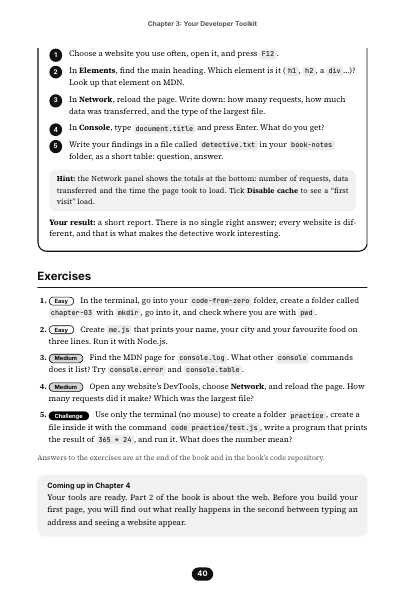 Chapter 3: Your Developer Toolkit
1 Choose a website you use often, open it, and press F12 .
2 In Elements, find the main heading. Which element is it ( h1 , h2 , a div …)?
Look up that element on MDN.
3 In Network, reload the page. Write down: how many requests, how much
data was transferred, and the type of the largest file.
4 In Console, type document.title and press Enter. What do you get?
5 Write your findings in a file called detective.txt in your book-notes
folder, as a short table: question, answer.
Hint: the Network panel shows the totals at the bottom: number of requests, data
transferred and the time the page took to load. Tick Disable cache to see a "first
visit" load.
Your result: a short report. There is no single right answer; every website is dif-
ferent, and that is what makes the detective work interesting.
Exercises
1. Easy In the terminal, go into your code-from-zero folder, create a folder called
chapter-03 with mkdir , go into it, and check where you are with pwd .
2. Easy Create me.js that prints your name, your city and your favourite food on
three lines. Run it with Node.js.
3. Medium Find the MDN page for console.log . What other console commands
does it list? Try console.error and console.table .
4. Medium Open any website's DevTools, choose Network, and reload the page. How
many requests did it make? Which was the largest file?
5. Challenge Use only the terminal (no mouse) to create a folder practice , create a
file inside it with the command code practice/test.js , write a program that prints
the result of 365 * 24 , and run it. What does the number mean?
Answers to the exercises are at the end of the book and in the book's code repository.
Coming up in Chapter 4
Your tools are ready. Part 2 of the book is about the web. Before you build your
first page, you will find out what really happens in the second between typing an
address and seeing a website appear.
40